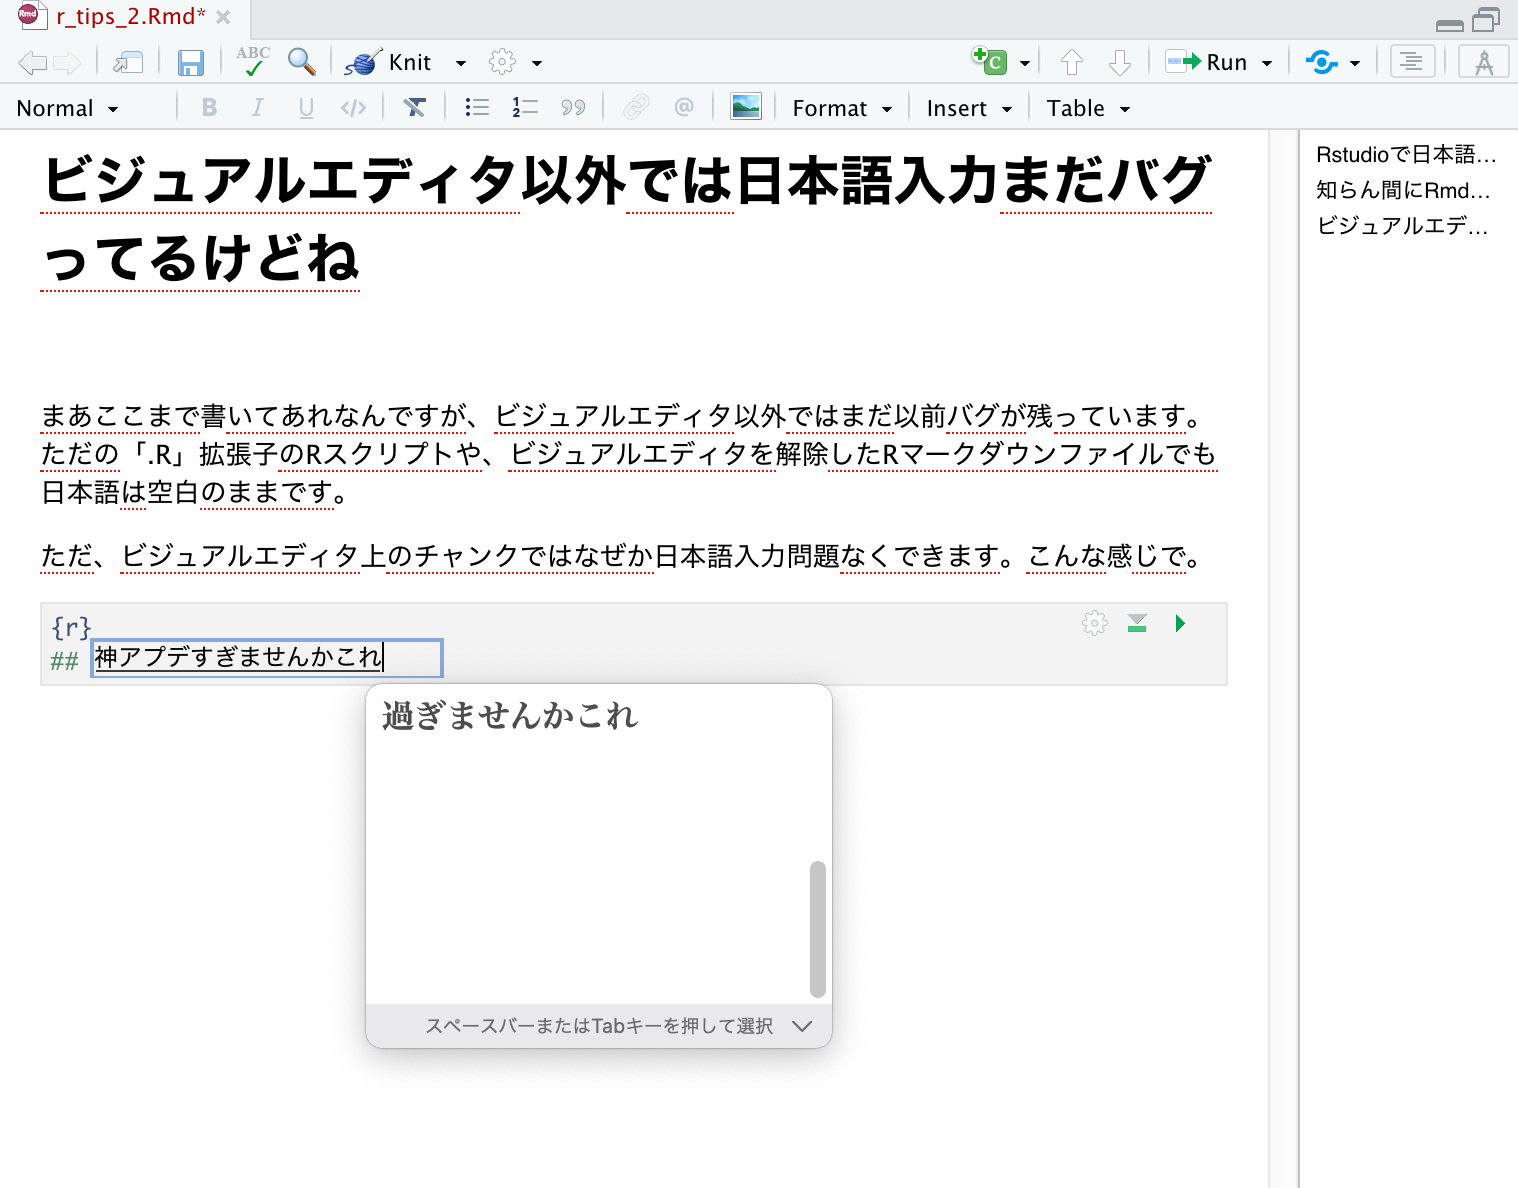 r_tips_2.Rmd*
ABC
Knit
C
Run
Normal
B I U </>
1
2
@
Format
Insert
Table
ビジュアルエディタ以外では日本語入力まだバグ
ってるけどね
まあここまで書いてあれなんですが、ビジュアルエディタ以外ではまだ以前バグが残っています。
ただの「.R」拡張子のRスクリプトや、ビジュアルエディタを解除したRマークダウンファイルでも
日本語は空白のままです。
ただ、ビジュアルエディタ上のチャンクではなぜか日本語入力問題なくできます。こんな感じで。
{r}
## 神アプデすぎませんかこれ
過ぎませんかこれ
スペースバーまたはTabキーを押して選択
Rstudioで日本語…
知らん間にRmd…
ビジュアルエデ…